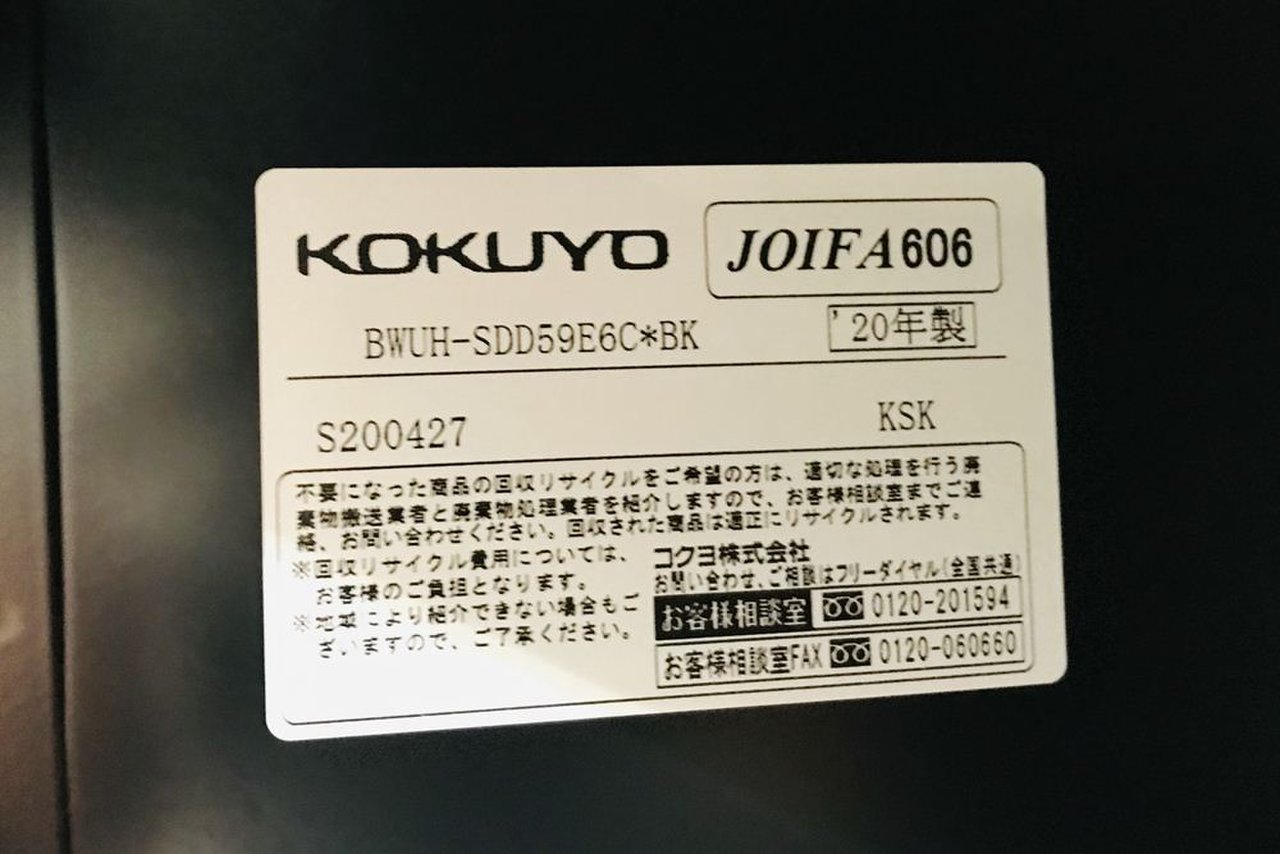 KOKUYO
JOIFA606
BWUH-SDD59E6C*BK
'20年製
S200427
KSK
不要になった商品の回収リサイクルをご希望の方は、適切な処理を行う廃
棄物搬送業者と廃棄物処理業者を紹介しますので、お客様相談室までご連
絡、お問い合わせください。回収された商品は適正にリサイクルされます。
※回収リサイクル費用については、
お客様のご負担となります。
※地域により紹介できない場合もご
ざいますので、ご了承ください。
コクヨ株式会社
お問い合わせ、ご相談はフリーダイヤル(全国共通)
お客様相談室 0120-201594
お客様相談室FAX 0120-060660